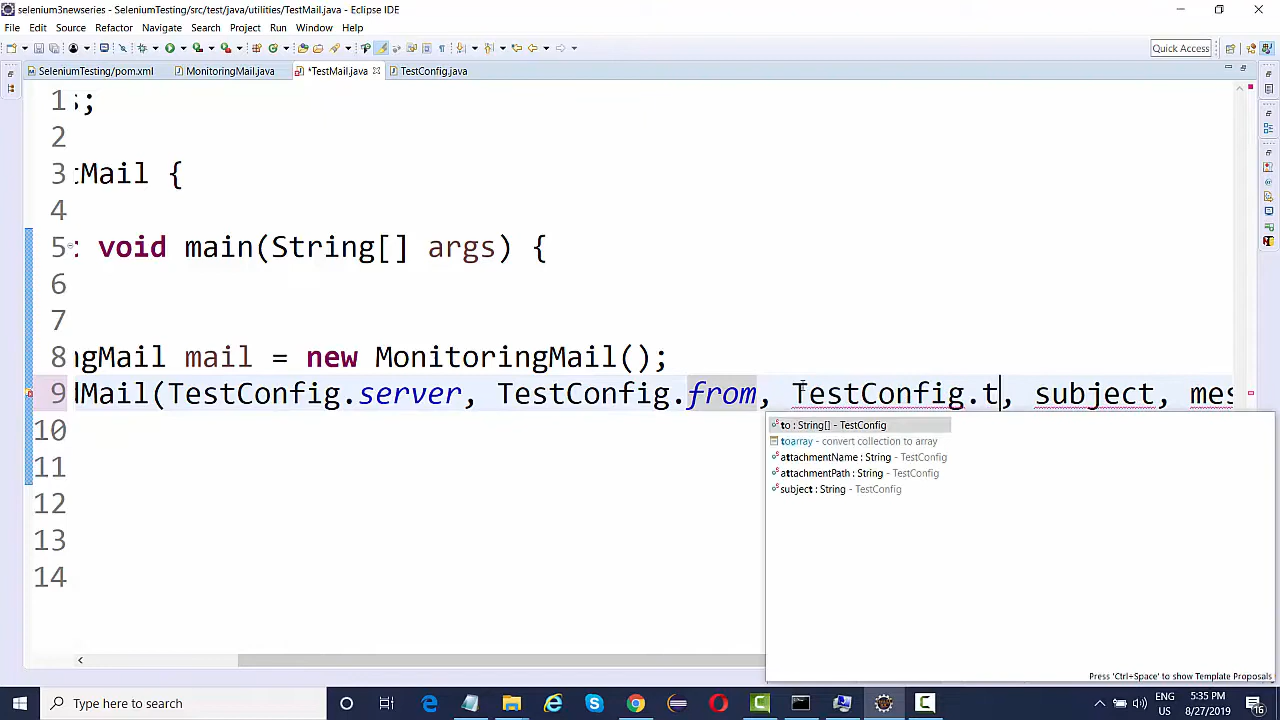 selenium3newseries - SeleniumTesting/src/test/java/utilities/TestMail.java - Eclipse IDE
File Edit Source Refactor Navigate Search Project Run Window Help
Quick Access
SeleniumTesting/pom.xml MonitoringMail.java *TestMail.java TestConfig.java
1 s;
2
3 tMail {
4
5 : void main(String[] args) {
6
7
8 ngMail mail = new MonitoringMail();
9 dMail(TestConfig.server, TestConfig.from, TestConfig.t, subject, mes
10
11
12
13
14
to : String[] - TestConfig
toarray - convert collection to array
attachmentName : String - TestConfig
attachmentPath : String - TestConfig
subject : String - TestConfig
Press 'Ctrl+Space' to show Template Proposals
Type here to search
ENG
US
5:35 PM
8/27/2019
16